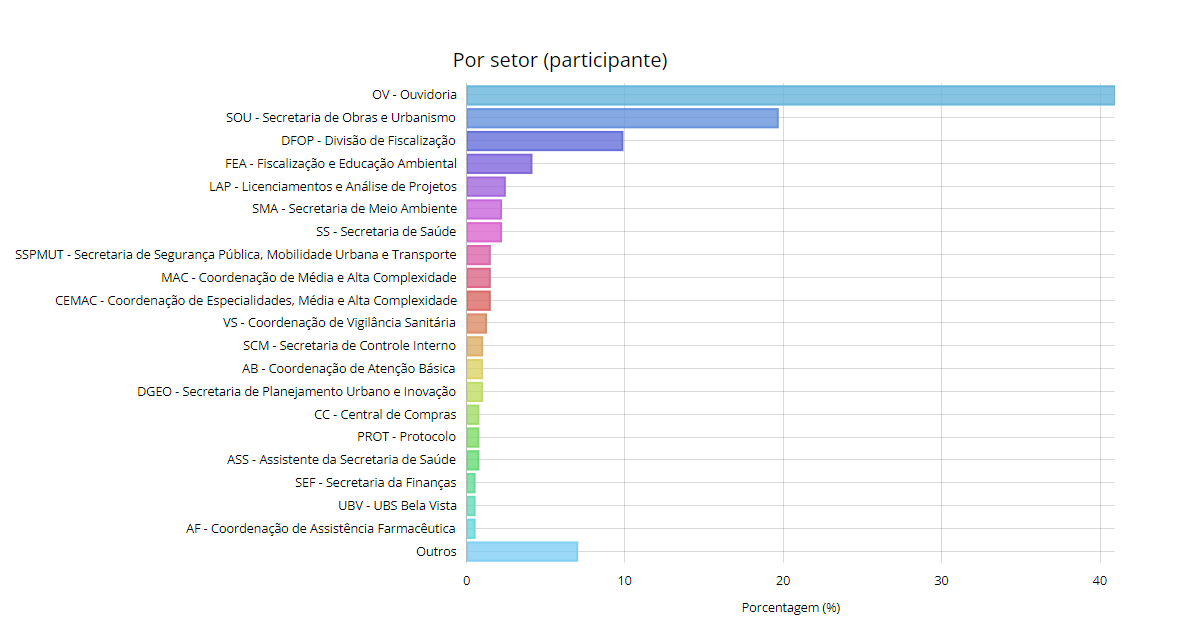 Por setor (participante)
OV - Ouvidoria
SOU - Secretaria de Obras e Urbanismo
DFOP - Divisão de Fiscalização
FEA - Fiscalização e Educação Ambiental
LAP - Licenciamentos e Análise de Projetos
SMA - Secretaria de Meio Ambiente
SS - Secretaria de Saúde
SSPMUT - Secretaria de Segurança Pública, Mobilidade Urbana e Transporte
MAC - Coordenação de Média e Alta Complexidade
CEMAC - Coordenação de Especialidades, Média e Alta Complexidade
VS - Coordenação de Vigilância Sanitária
SCM - Secretaria de Controle Interno
AB - Coordenação de Atenção Básica
DGEO - Secretaria de Planejamento Urbano e Inovação
CC - Central de Compras
PROT - Protocolo
ASS - Assistente da Secretaria de Saúde
SEF - Secretaria da Finanças
UBV - UBS Bela Vista
AF - Coordenação de Assistência Farmacêutica
Outros
0 10 20 30 40
Porcentagem (%)